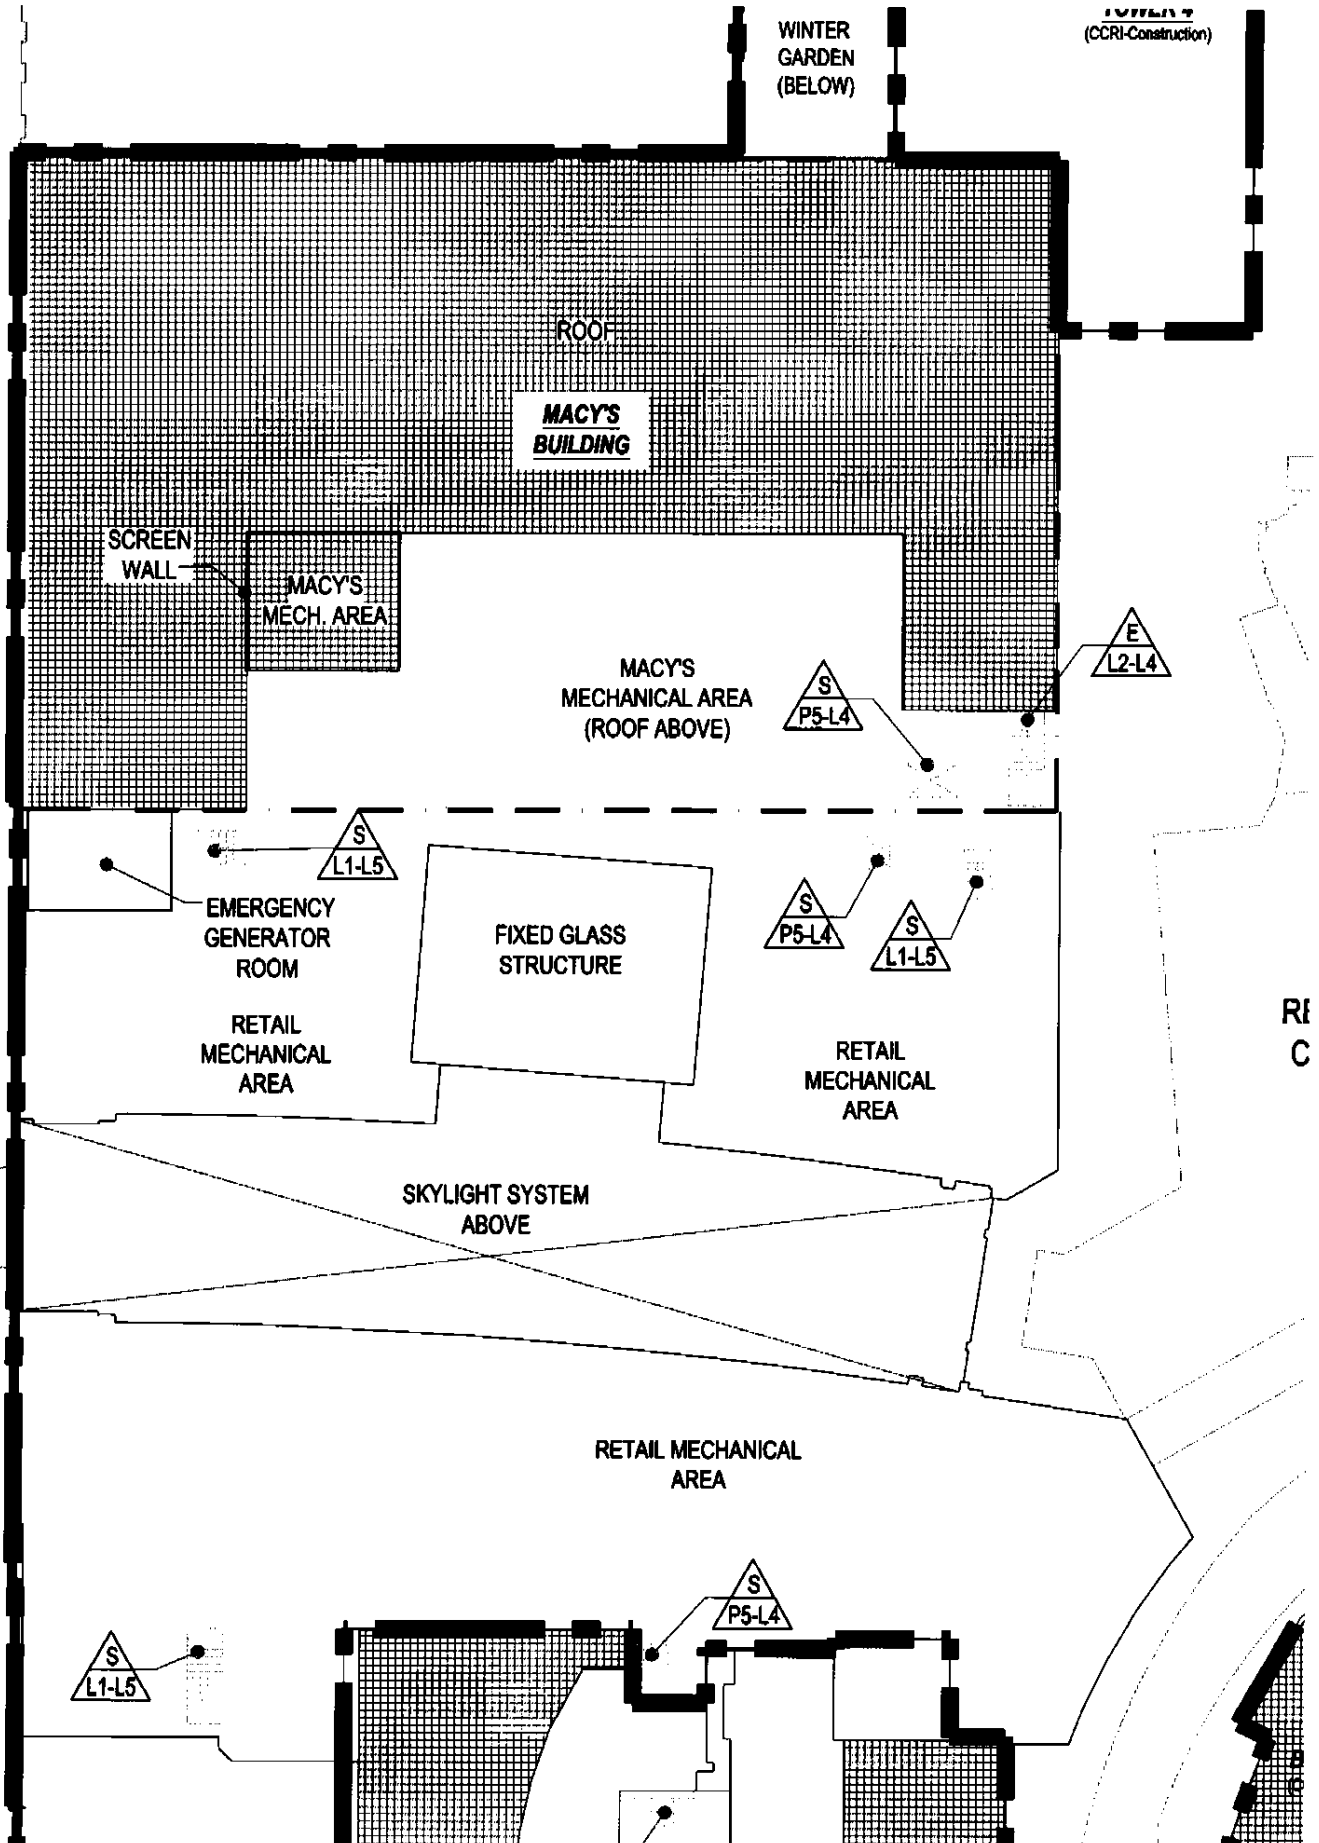 WINTER
GARDEN
(BELOW)
TOWER 4
(CCRI-Construction)
ROOF
MACY'S
BUILDING
SCREEN
WALL
MACY'S
MECH. AREA
MACY'S
MECHANICAL AREA
(ROOF ABOVE)
S
P5-L4
E
L2-L4
S
L1-L5
EMERGENCY
GENERATOR
ROOM
FIXED GLASS
STRUCTURE
S
P5-L4
S
L1-L5
RETAIL
MECHANICAL
AREA
RETAIL
MECHANICAL
AREA
SKYLIGHT SYSTEM
ABOVE
RETAIL MECHANICAL
AREA
S
P5-L4
S
L1-L5